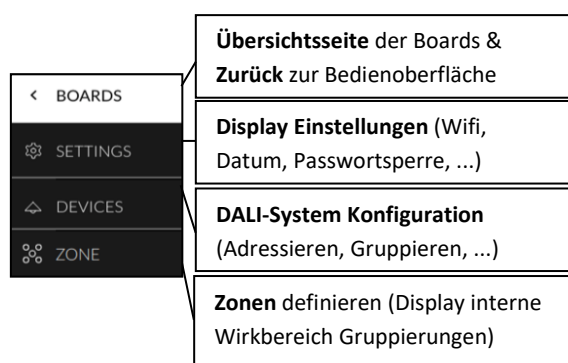 Übersichtsseite der Boards &
Zurück zur Bedienoberfläche
BOARDS
SETTINGS
DEVICES
ZONE
Display Einstellungen (Wifi,
Datum, Passwortsperre, ...)
DALI-System Konfiguration
(Adressieren, Gruppieren, ...)
Zonen definieren (Display interne
Wirkbereich Gruppierungen)